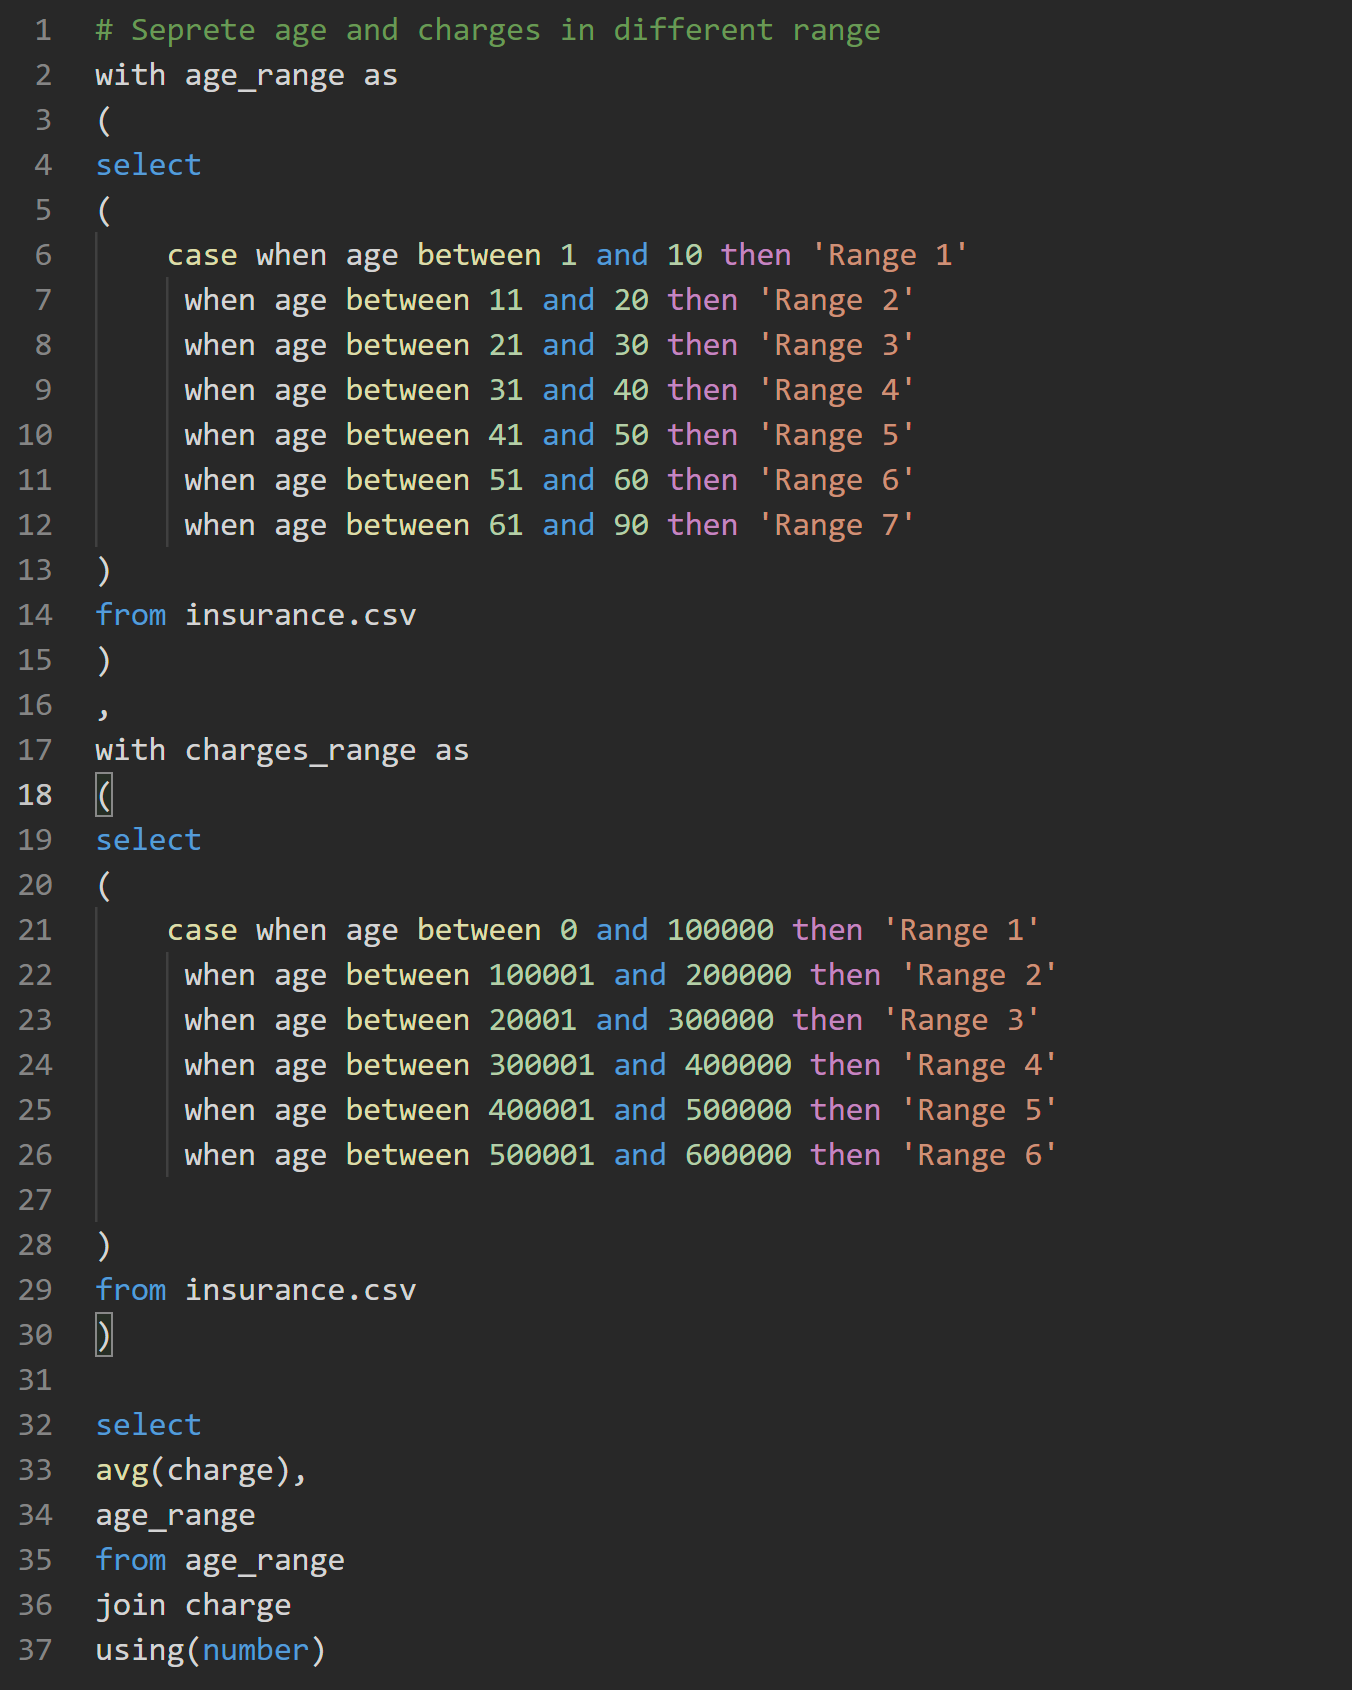 1 # Seprete age and charges in different range
2 with age_range as
3 (
4 select
5 (
6 case when age between 1 and 10 then 'Range 1'
7 when age between 11 and 20 then 'Range 2'
8 when age between 21 and 30 then 'Range 3'
9 when age between 31 and 40 then 'Range 4'
10 when age between 41 and 50 then 'Range 5'
11 when age between 51 and 60 then 'Range 6'
12 when age between 61 and 90 then 'Range 7'
13 )
14 from insurance.csv
15 )
16 ,
17 with charges_range as
18 (
19 select
20 (
21 case when age between 0 and 100000 then 'Range 1'
22 when age between 100001 and 200000 then 'Range 2'
23 when age between 20001 and 300000 then 'Range 3'
24 when age between 300001 and 400000 then 'Range 4'
25 when age between 400001 and 500000 then 'Range 5'
26 when age between 500001 and 600000 then 'Range 6'
27
28 )
29 from insurance.csv
30 )
31
32 select
33 avg(charge),
34 age_range
35 from age_range
36 join charge
37 using(number)